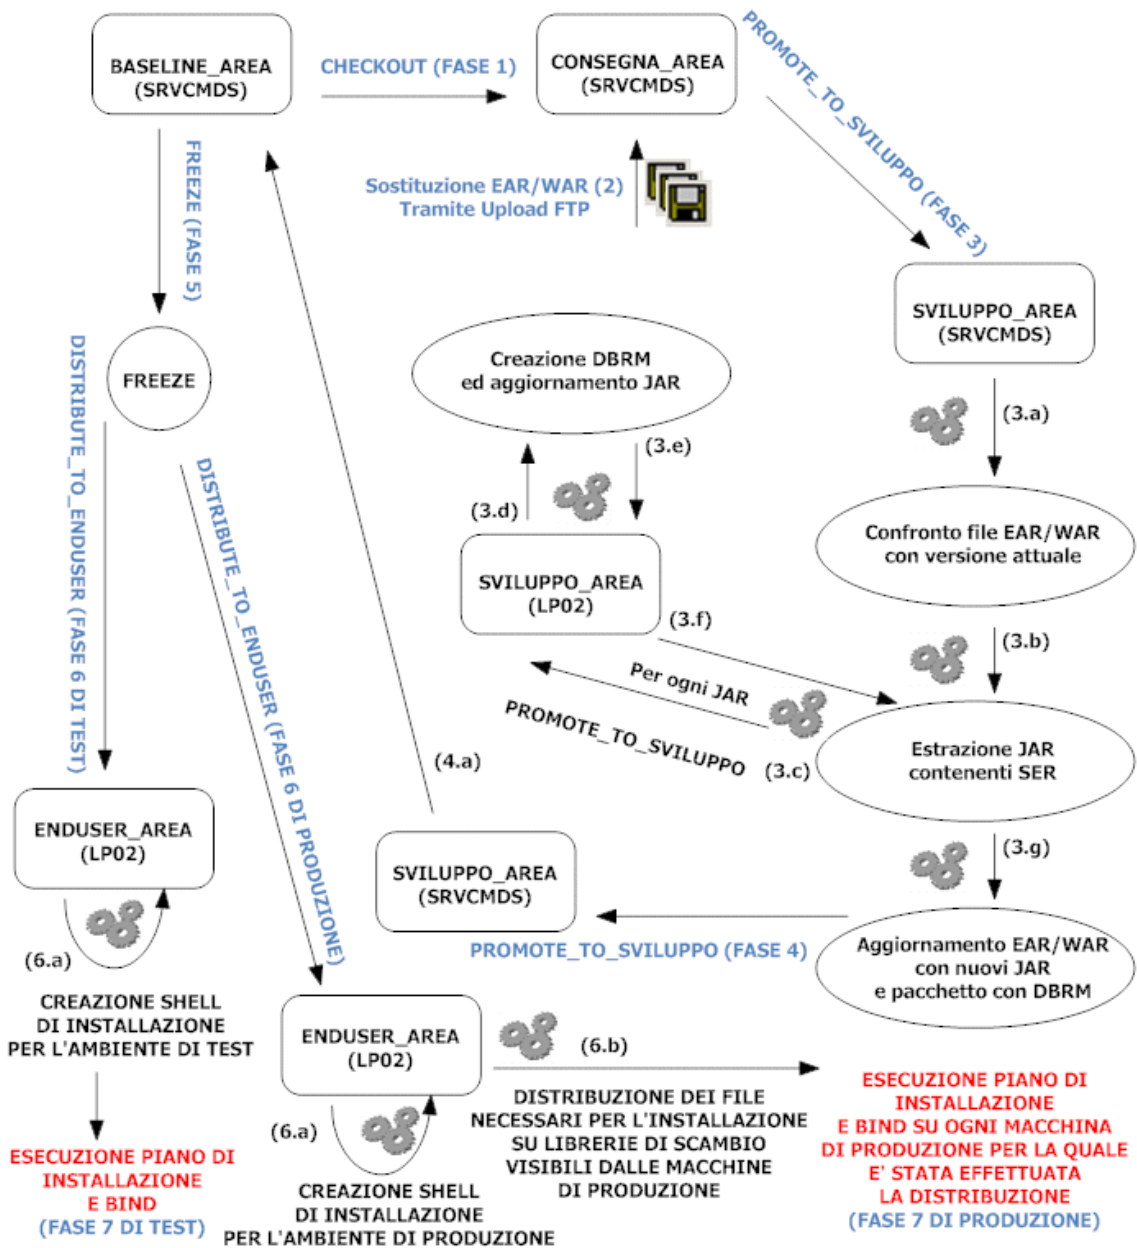 BASELINE_AREA
(SRVCMDS)
CHECKOUT (FASE 1)
CONSEGNA_AREA
(SRVCMDS)
PROMOTE_TO_SVILUPPO (FASE 3)
FREEZE (FASE 5)
Sostituzione EAR/WAR (2)
Tramite Upload FTP
SVILUPPO_AREA
(SRVCMDS)
FREEZE
Creazione DBRM
ed aggiornamento JAR
(3.a)
(3.e)
(3.d)
Confronto file EAR/WAR
con versione attuale
SVILUPPO_AREA
(LP02)
(3.f)
(3.b)
Per ogni JAR
PROMOTE_TO_SVILUPPO
(3.c)
Estrazione JAR
contenenti SER
DISTRIBUTE_TO_ENDUSER (FASE 6 DI TEST)
DISTRIBUTE_TO_ENDUSER (FASE 6 DI PRODUZIONE)
(4.a)
ENDUSER_AREA
(LP02)
SVILUPPO_AREA
(SRVCMDS)
(3.g)
PROMOTE_TO_SVILUPPO (FASE 4)
Aggiornamento EAR/WAR
con nuovi JAR
e pacchetto con DBRM
(6.a)
CREAZIONE SHELL
DI INSTALLAZIONE
PER L'AMBIENTE DI TEST
ENDUSER_AREA
(LP02)
(6.b)
DISTRIBUZIONE DEI FILE
NECESSARI PER L'INSTALLAZIONE
SU LIBRERIE DI SCAMBIO
VISIBILI DALLE MACCHINE
DI PRODUZIONE
ESECUZIONE PIANO DI
INSTALLAZIONE
E BIND SU OGNI MACCHINA
DI PRODUZIONE PER LA QUALE
E' STATA EFFETTUATA
LA DISTRIBUZIONE
(FASE 7 DI PRODUZIONE)
(6.a)
ESECUZIONE PIANO DI
INSTALLAZIONE
E BIND
(FASE 7 DI TEST)
CREAZIONE SHELL
DI INSTALLAZIONE
PER L'AMBIENTE DI PRODUZIONE